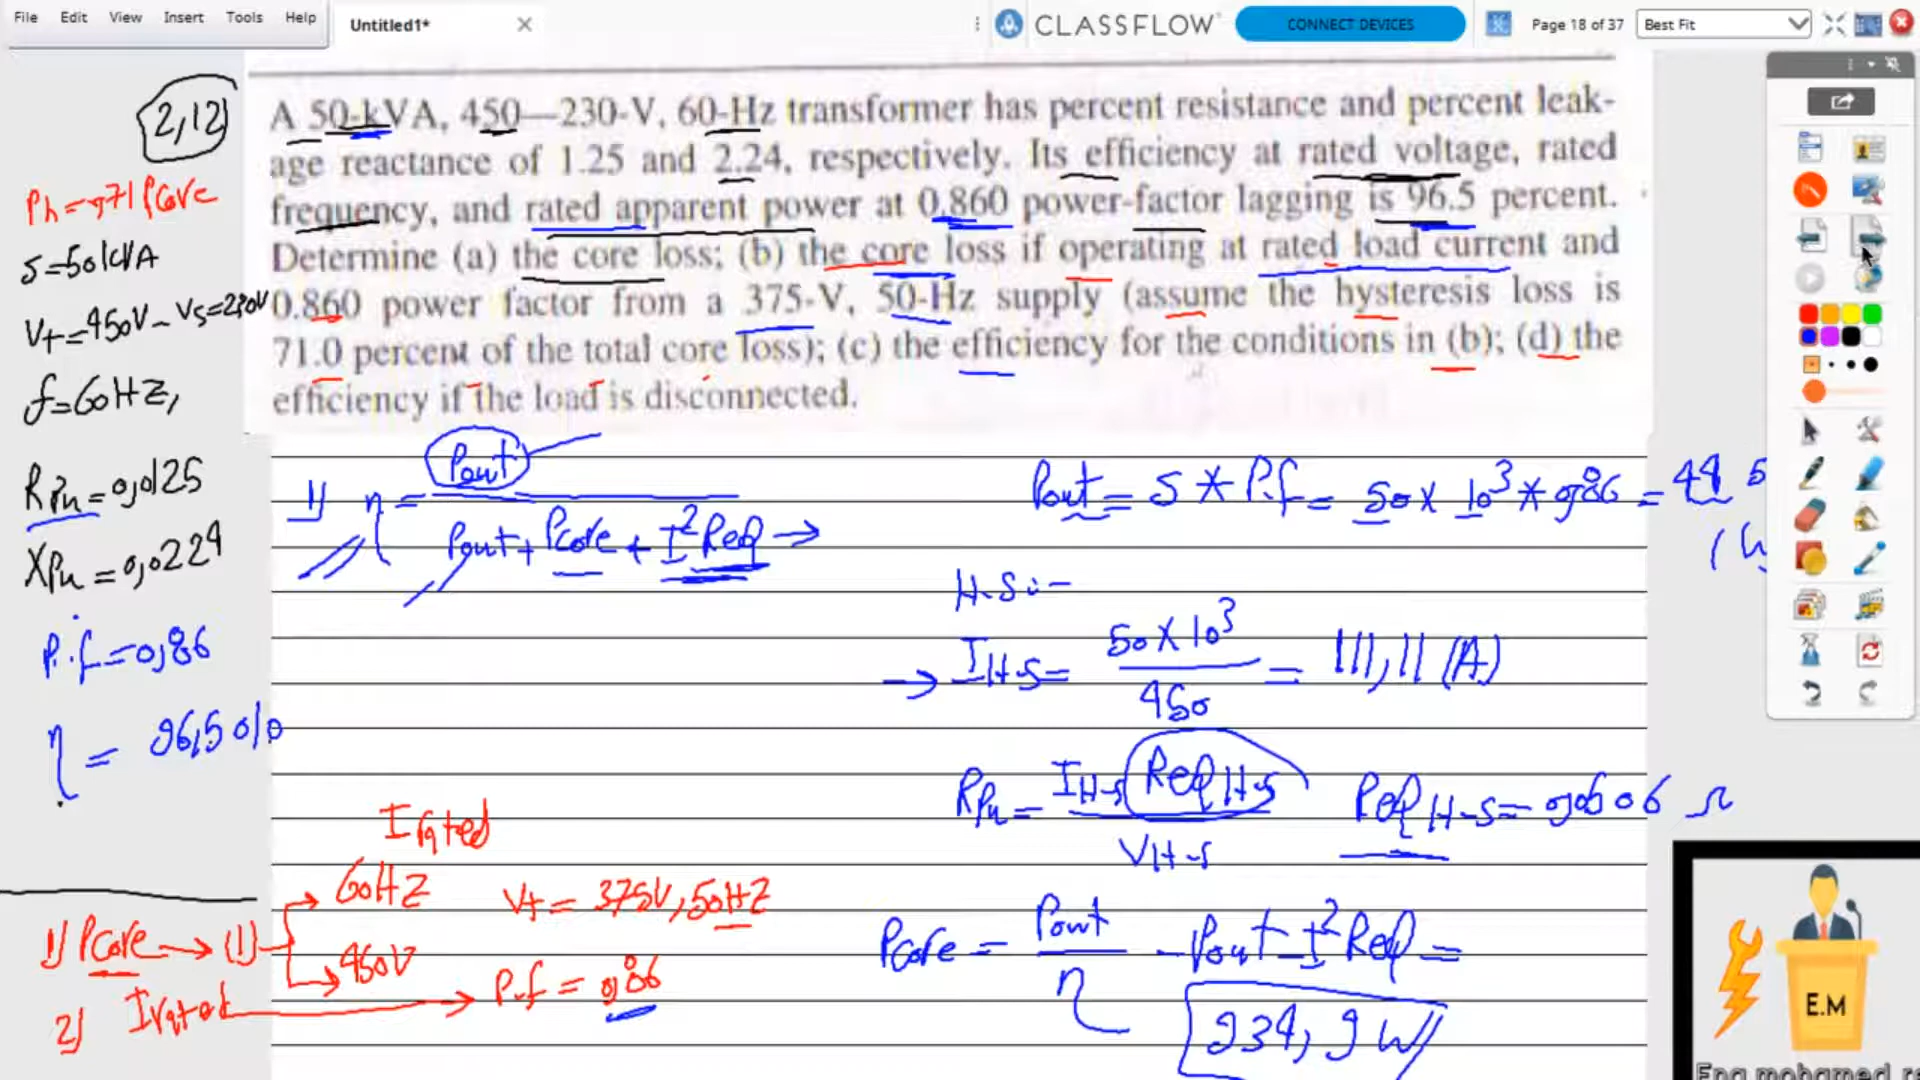 File Edit View Insert Tools Help
Untitled1*
CLASSFLOW
CONNECT DEVICES
Page 18 of 37
Best Fit
2,12
A 50-kVA, 450—230-V, 60-Hz transformer has percent resistance and percent leak-
age reactance of 1.25 and 2.24, respectively. Its efficiency at rated voltage, rated
frequency, and rated apparent power at 0.860 power-factor lagging is 96.5 percent.
Determine (a) the core loss; (b) the core loss if operating at rated load current and
0.860 power factor from a 375-V, 50-Hz supply (assume the hysteresis loss is
71.0 percent of the total core loss); (c) the efficiency for the conditions in (b); (d) the
efficiency if the load is disconnected.
Ph=0,71Pcore
S=50kVA
Vt=450V-Vs=230V
f=60HZ,
RPu=0,0125
XPu=0,0224
P.f=0,86
η = 96,5 0/0
1) Pcore → (1)
60HZ
450V
2) Irated → P.f = 0,86
Irated
Vt = 375V, 50HZ
1) η = Pout
Pout + Pcore + I²Req →
Pout = S * P.f = 50 x 10³ * 0,86 =
H-S:-
→ IH-S = 50 x 10³
450
= 111,11 (A)
RPu = IH-S Req H-S
VH-S
Req H-S = 0,0506 Ω
Pcore = Pout
η
- Pout - I²Req =
934,9 W
E.M